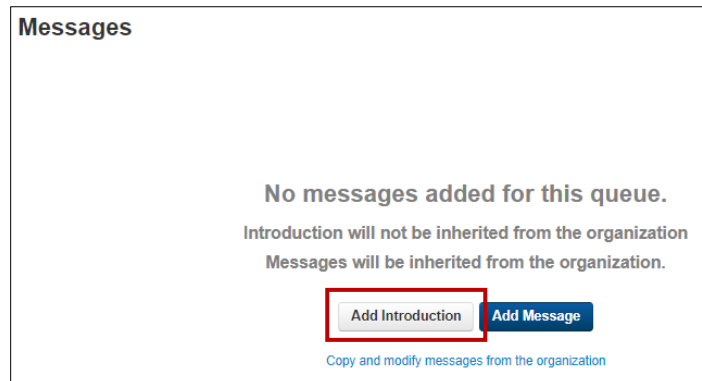 Messages
No messages added for this queue.
Introduction will not be inherited from the organization
Messages will be inherited from the organization.
Add Introduction Add Message
Copy and modify messages from the organization